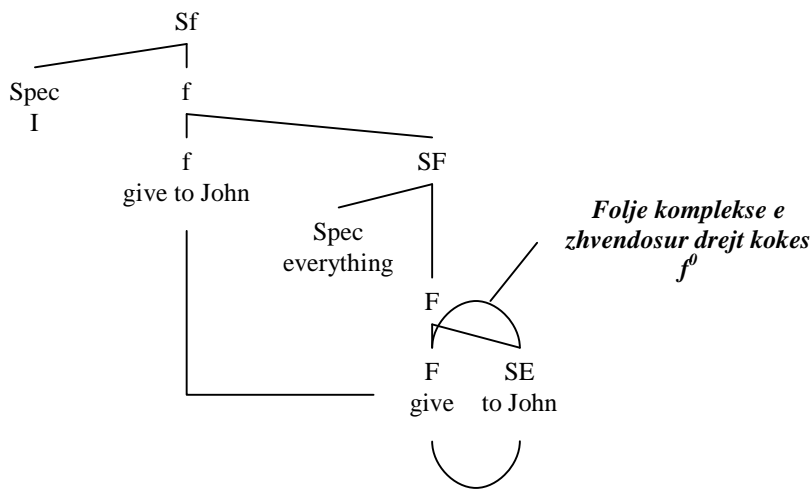 Sf
Spec
I
f
f
give to John
SF
Spec
everything
Folje komplekse e
zhvendosur drejt kokes
f⁰
F
F
give
SE
to John